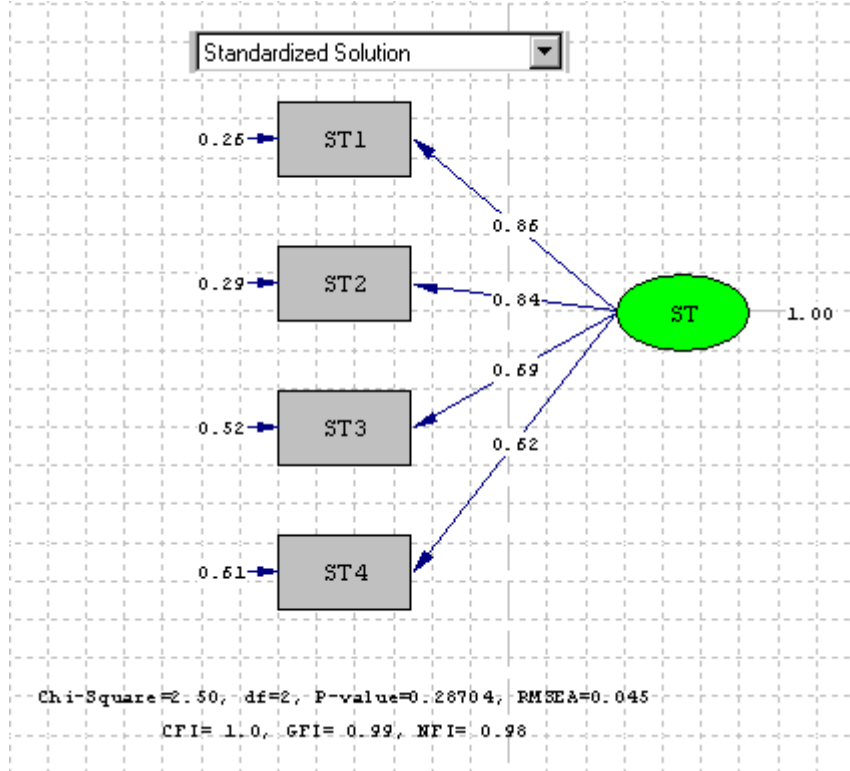 Standardized Solution
0.26 ST1
0.86
0.29 ST2
0.84
ST 1.00
0.69
0.52 ST3
0.62
0.61 ST4
Chi-Square=2.50, df=2, P-value=0.28704, RMSEA=0.045
CFI= 1.0, GFI= 0.99, NFI= 0.98